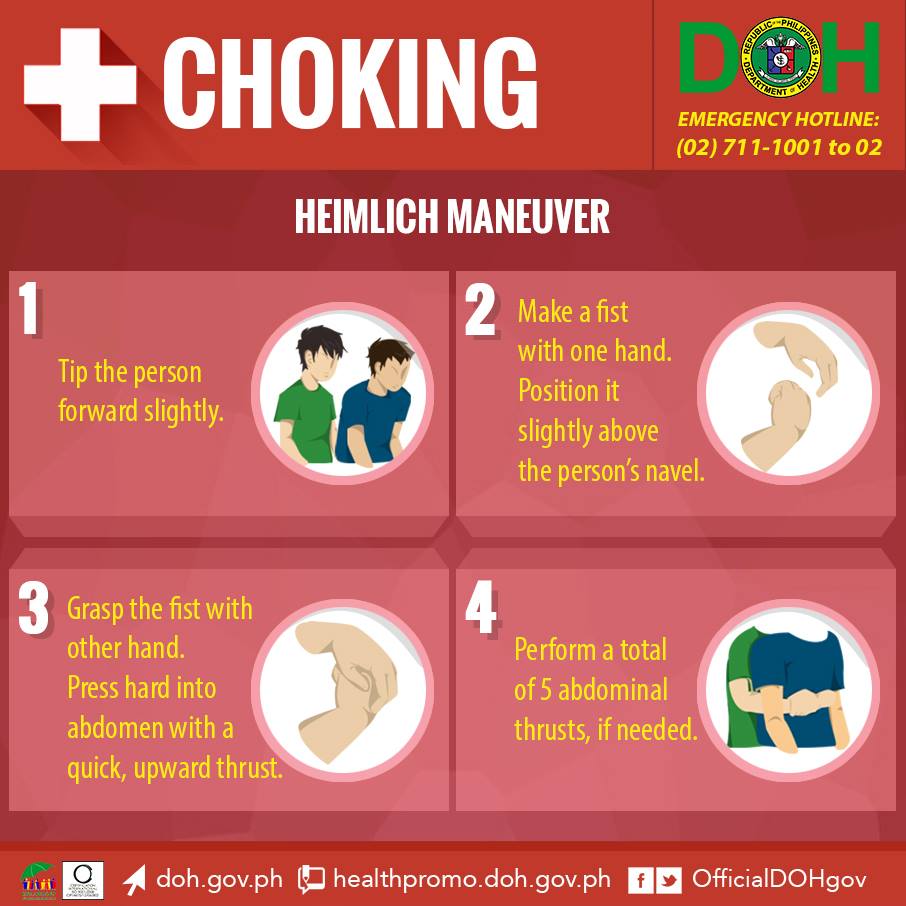 CHOKING
DOH
REPUBLIC OF THE PHILIPPINES
DEPARTMENT OF HEALTH
EMERGENCY HOTLINE:
(02) 711-1001 to 02
HEIMLICH MANEUVER
1
Tip the person
forward slightly.
2
Make a fist
with one hand.
Position it
slightly above
the person's navel.
3
Grasp the fist with
other hand.
Press hard into
abdomen with a
quick, upward thrust.
4
Perform a total
of 5 abdominal
thrusts, if needed.
doh.gov.ph
healthpromo.doh.gov.ph
OfficialDOHgov